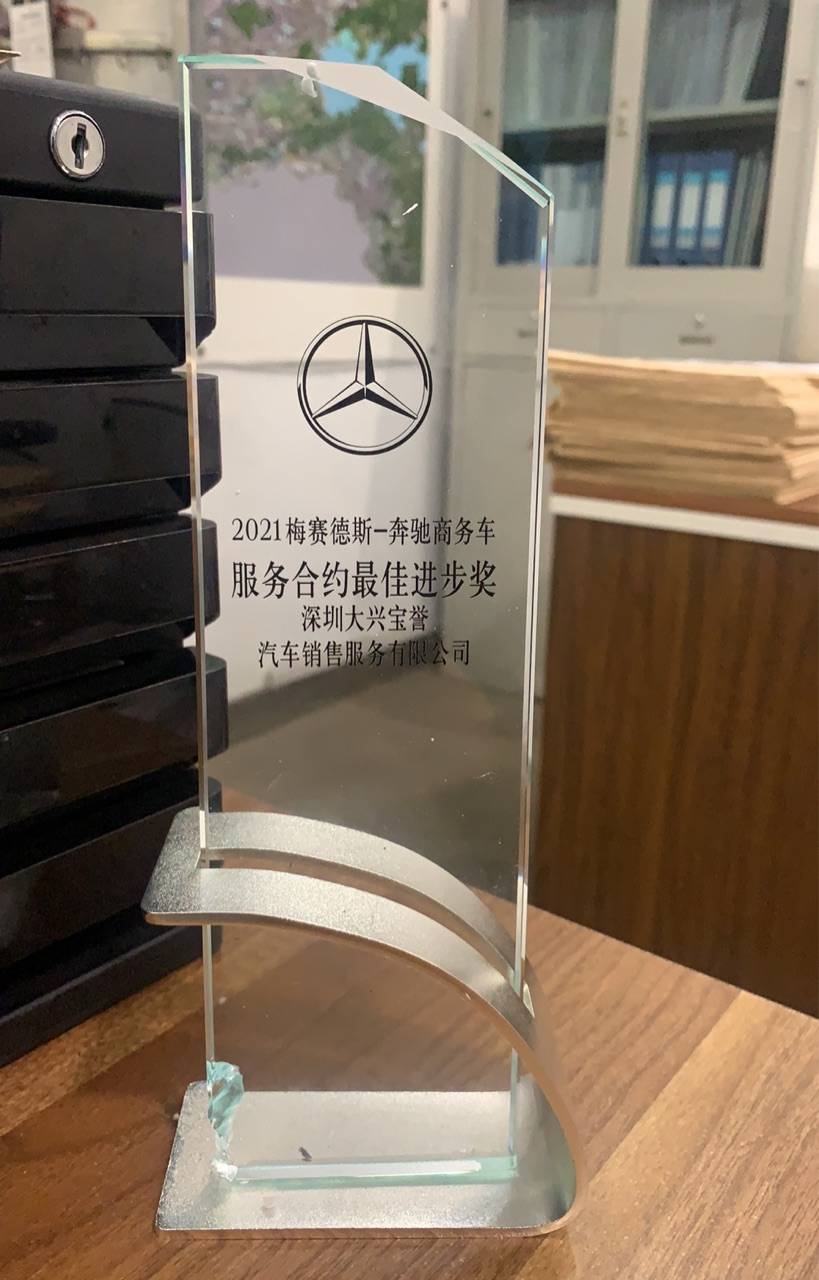 2021梅赛德斯-奔驰商务车
服务合约最佳进步奖
深圳大兴宝誉
汽车销售服务有限公司